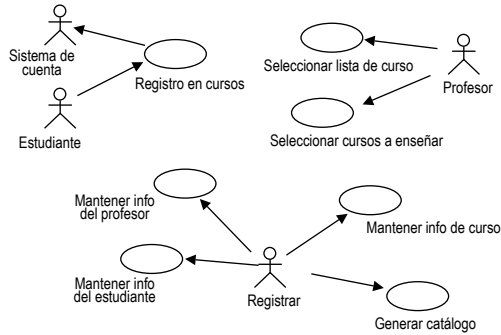 Sistema de
cuenta
Registro en cursos
Estudiante
Seleccionar lista de curso
Profesor
Seleccionar cursos a enseñar
Mantener info
del profesor
Mantener info de curso
Mantener info
del estudiante
Registrar
Generar catálogo